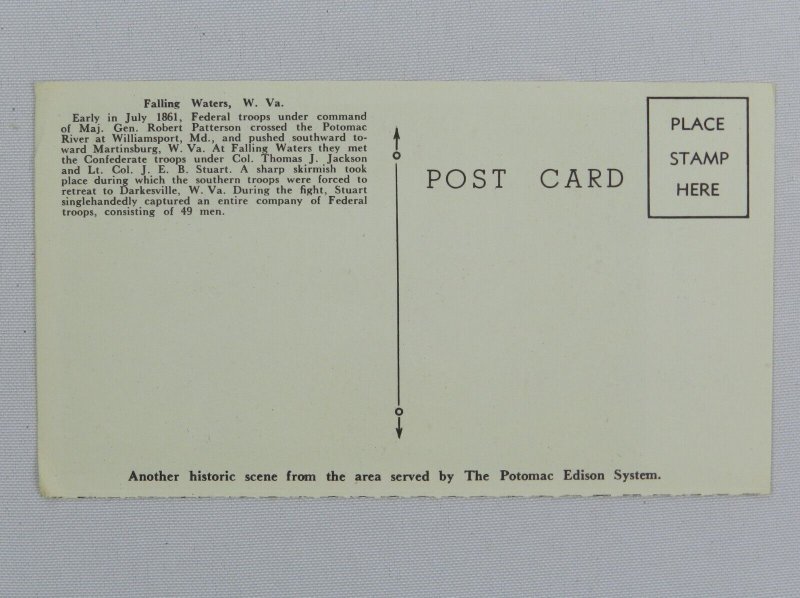 Falling Waters, W. Va.
Early in July 1861, Federal troops under command
of Maj. Gen. Robert Patterson crossed the Potomac
River at Williamsport, Md., and pushed southward to-
ward Martinsburg, W. Va. At Falling Waters they met
the Confederate troops under Col. Thomas J. Jackson
and Lt. Col. J. E. B. Stuart. A sharp skirmish took
place during which the southern troops were forced to
retreat to Darkesville, W. Va. During the fight, Stuart
singlehandedly captured an entire company of Federal
troops, consisting of 49 men.
POST CARD
PLACE
STAMP
HERE
Another historic scene from the area served by The Potomac Edison System.